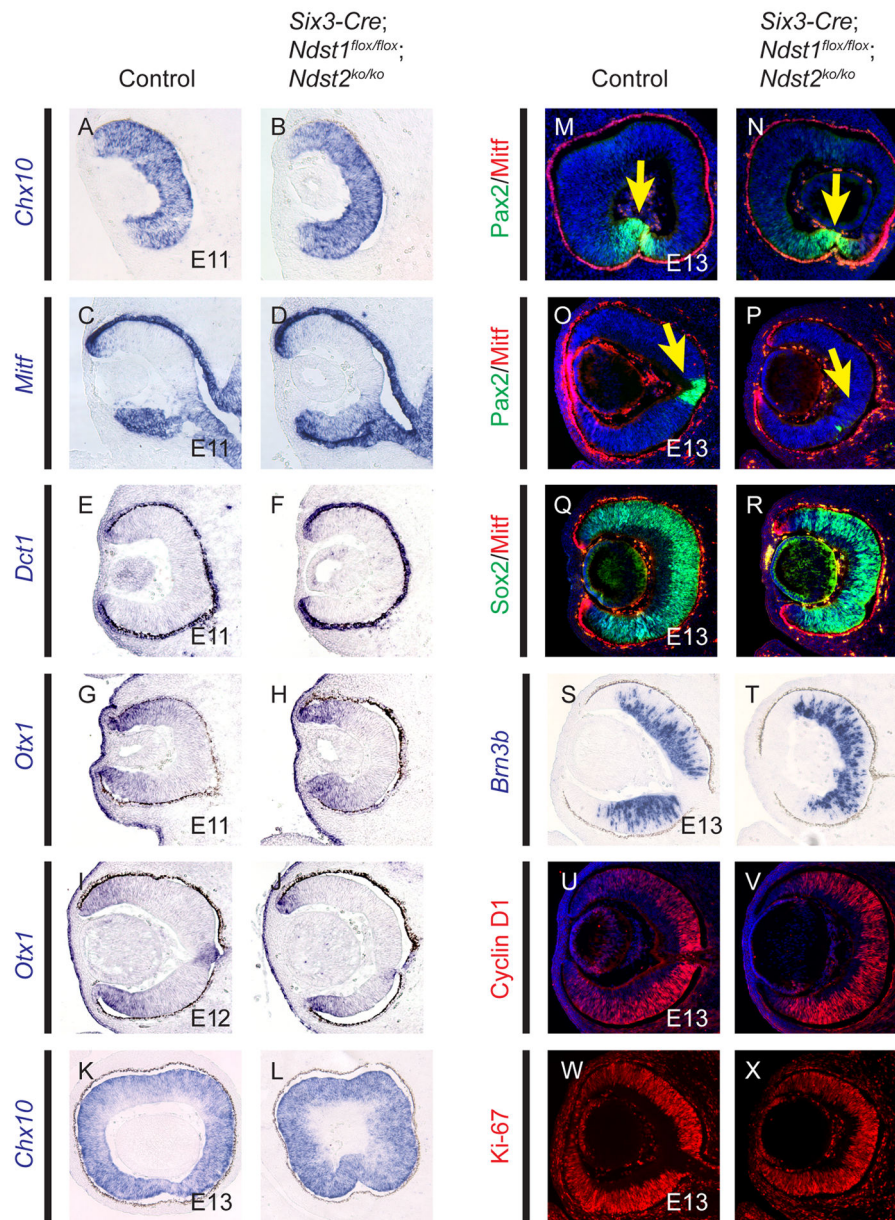 Control
Six3-Cre;
Ndst1flox/flox;
Ndst2ko/ko
Control
Six3-Cre;
Ndst1flox/flox;
Ndst2ko/ko
Chx10
A
E11
B
Pax2/Mitf
M
E13
N
Mitf
C
E11
D
Pax2/Mitf
O
E13
P
Dct1
E
E11
F
Sox2/Mitf
Q
E13
R
Otx1
G
E11
H
Brn3b
S
E13
T
Otx1
I
E12
J
Cyclin D1
U
E13
V
Chx10
K
E13
L
Ki-67
W
E13
X